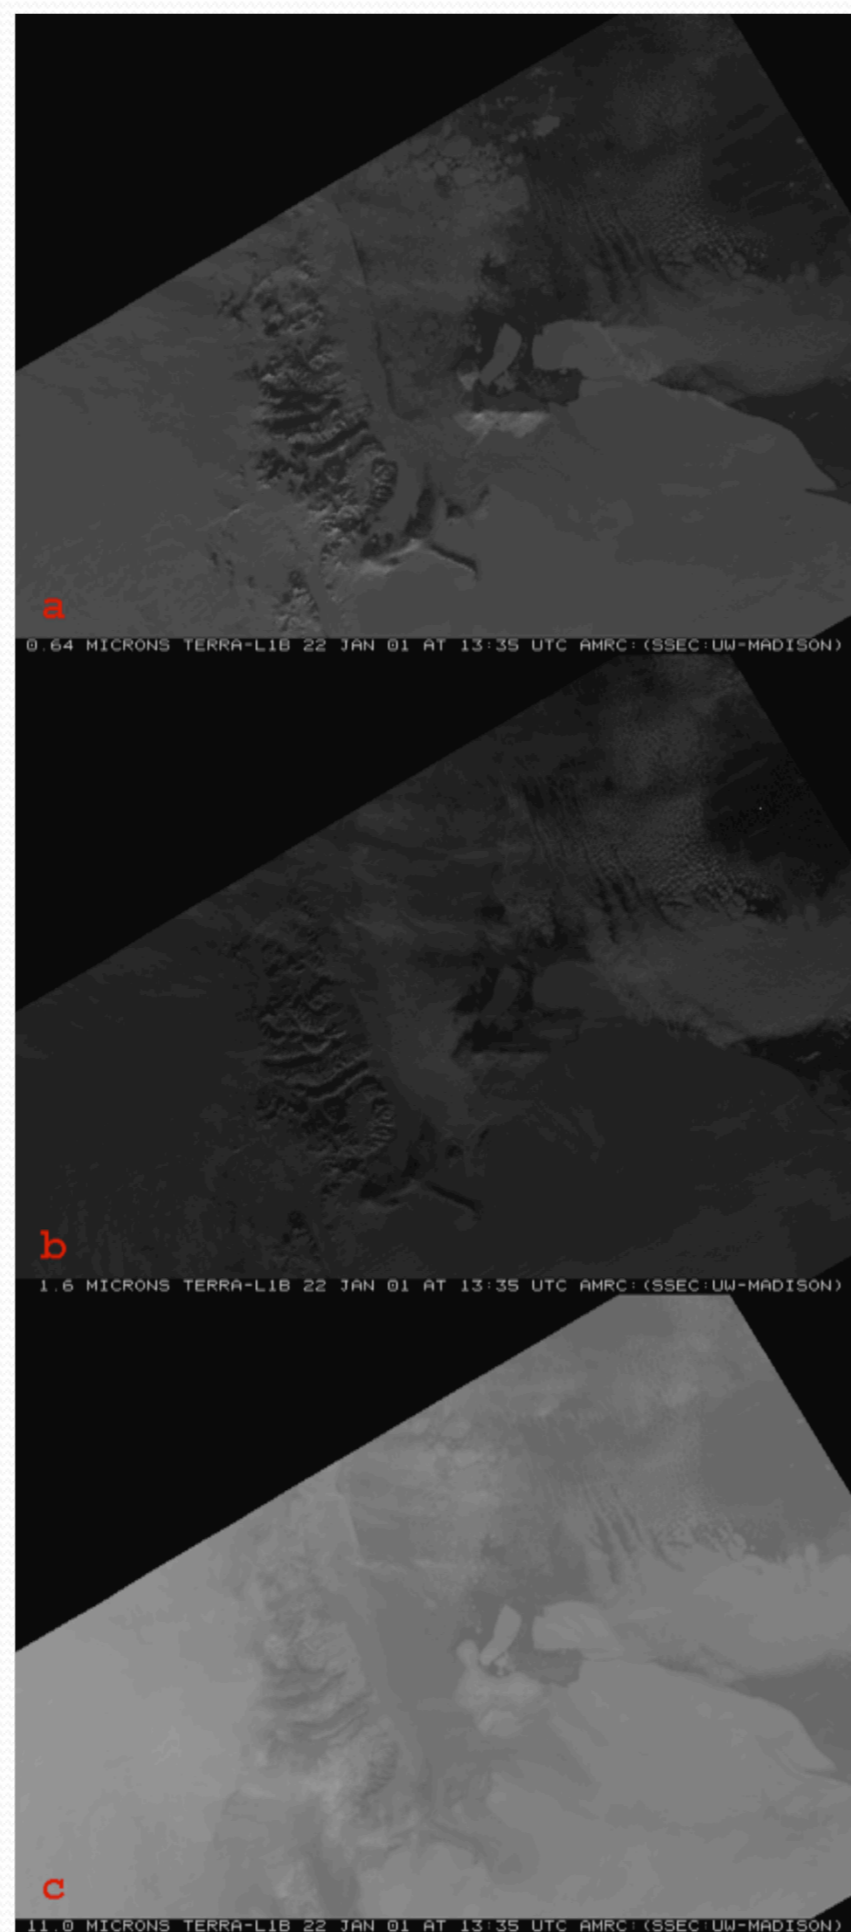 a
0.64 MICRONS TERRA-L1B 22 JAN 01 AT 13:35 UTC AMRC:(SSEC:UW-MADISON)
b
1.6 MICRONS TERRA-L1B 22 JAN 01 AT 13:35 UTC AMRC:(SSEC:UW-MADISON)
c
11.0 MICRONS TERRA-L1B 22 JAN 01 AT 13:35 UTC AMRC:(SSEC:UW-MADISON)